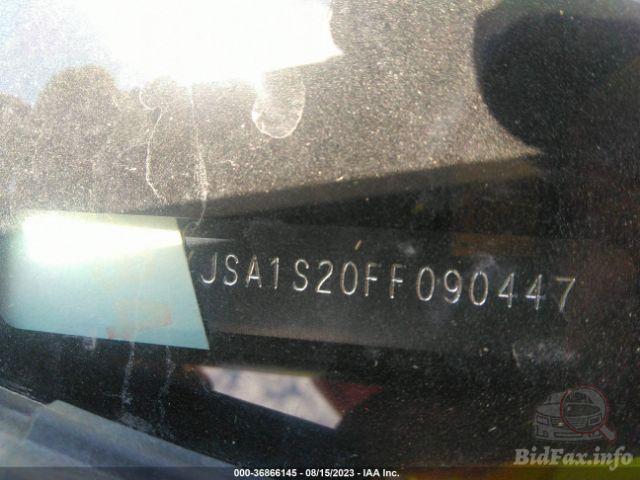 JSA1S20FF090447
000-36866145 - 08/15/2023 - IAA Inc.
BidFax.info